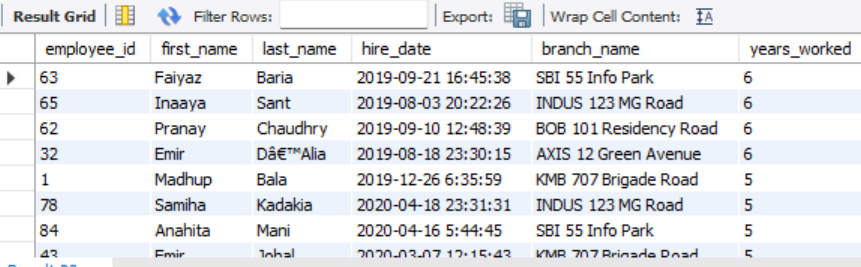 Result Grid Filter Rows: Export: Wrap Cell Content: IA
employee_id first_name last_name hire_date branch_name years_worked
63 Faiyaz Baria 2019-09-21 16:45:38 SBI 55 Info Park 6
65 Inaaya Sant 2019-08-03 20:22:26 INDUS 123 MG Road 6
62 Pranay Chaudhry 2019-09-10 12:48:39 BOB 101 Residency Road 6
32 Emir Dâ€™Alia 2019-08-18 23:30:15 AXIS 12 Green Avenue 6
1 Madhup Bala 2019-12-26 6:35:59 KMB 707 Brigade Road 5
78 Samiha Kadakia 2020-04-18 23:31:31 INDUS 123 MG Road 5
84 Anahita Mani 2020-04-16 5:44:45 SBI 55 Info Park 5
43 Emir Johal 2020-03-07 12:15:43 KMB 707 Brigade Road 5